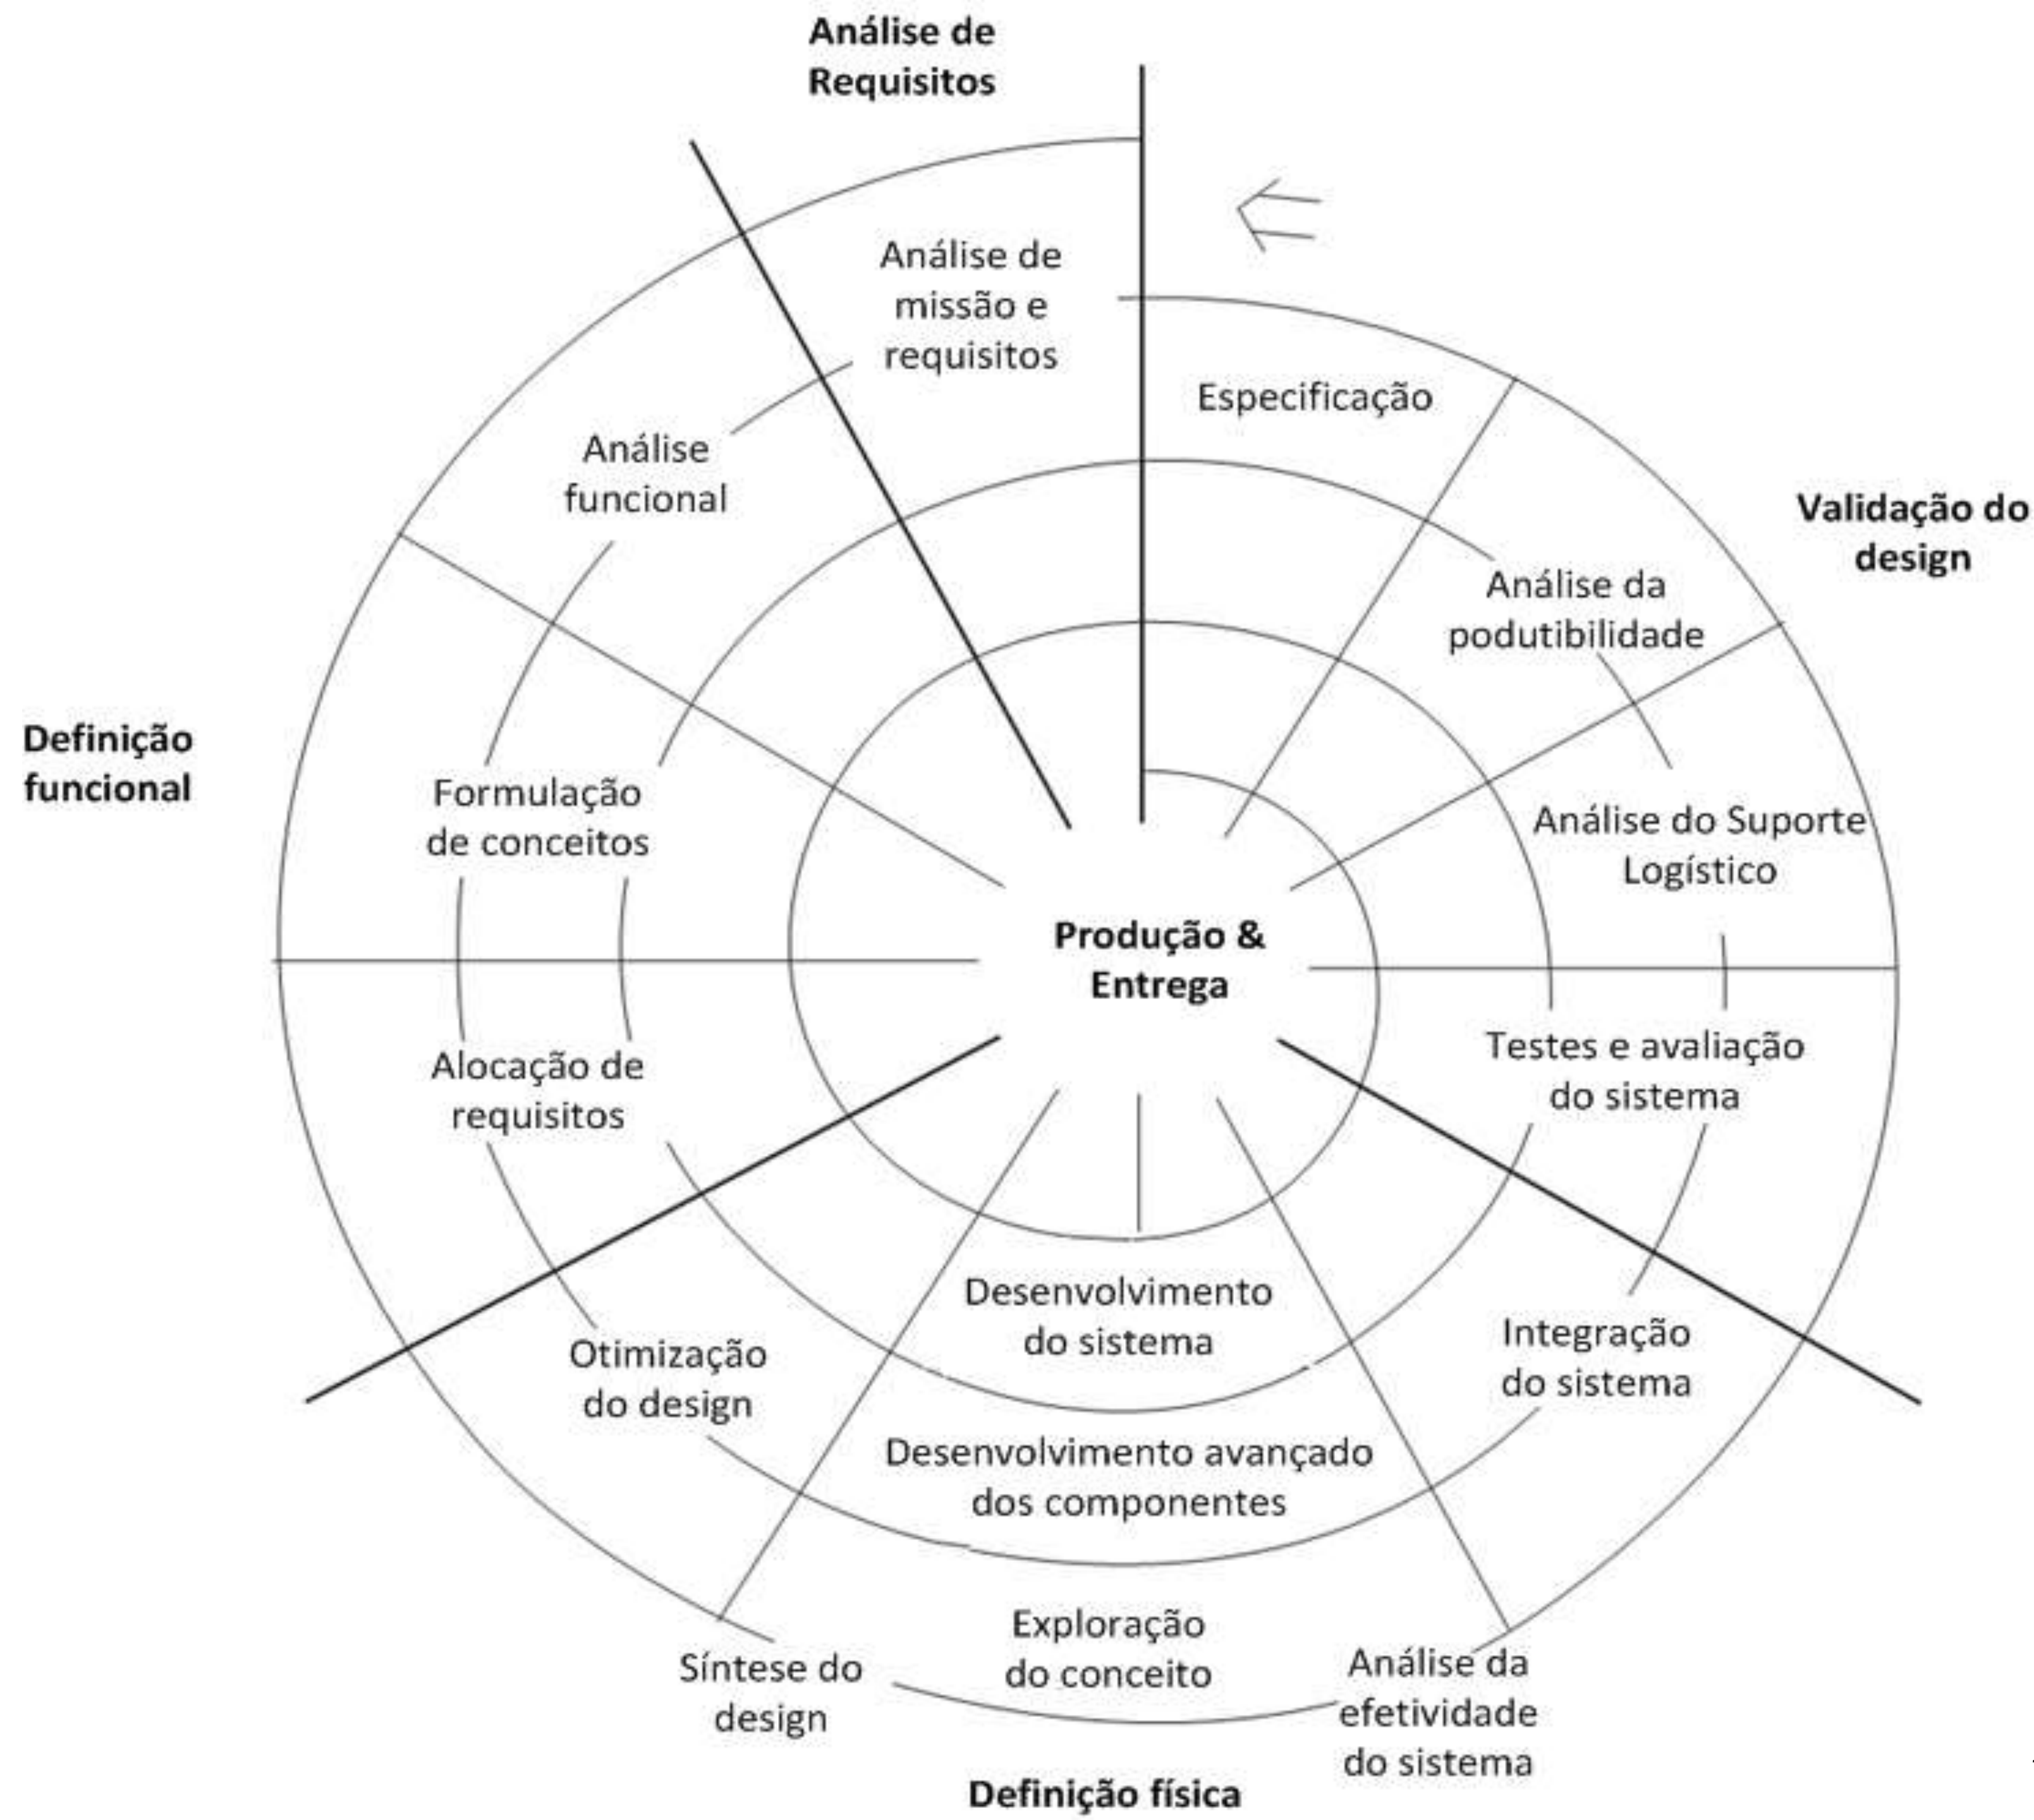 Análise de
Requisitos
Análise de
missão e
requisitos
Especificação
Análise
funcional
Validação do
design
Análise da
podutibilidade
Definição
funcional
Formulação
de conceitos
Análise do Suporte
Logístico
Produção &
Entrega
Alocação de
requisitos
Testes e avaliação
do sistema
Desenvolvimento
do sistema
Otimização
do design
Integração
do sistema
Desenvolvimento avançado
dos componentes
Exploração
do conceito
Síntese do
design
Análise da
efetividade
do sistema
Definição física